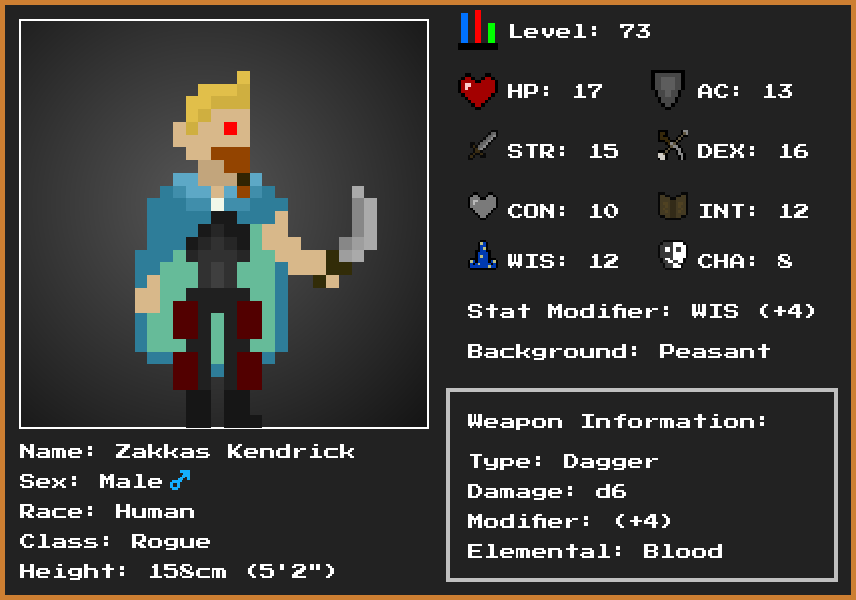 Level: 73
HP: 17
AC: 13
STR: 15
DEX: 16
CON: 10
INT: 12
WIS: 12
CHA: 8
Stat Modifier: WIS (+4)
Background: Peasant
Weapon Information:
Type: Dagger
Damage: d6
Modifier: (+4)
Elemental: Blood
Name: Zakkas Kendrick
Sex: Male♂
Race: Human
Class: Rogue
Height: 158cm (5'2")